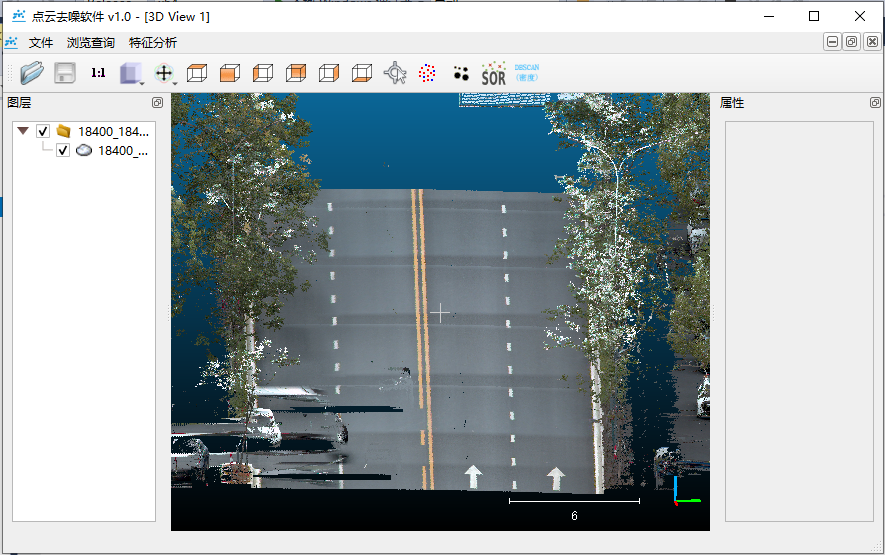 点云去噪软件 v1.0 - [3D View 1]
文件 浏览查询 特征分析
1:1
SOR
DBSCAN
(密度)
图层
属性
18400_184...
18400_...
6